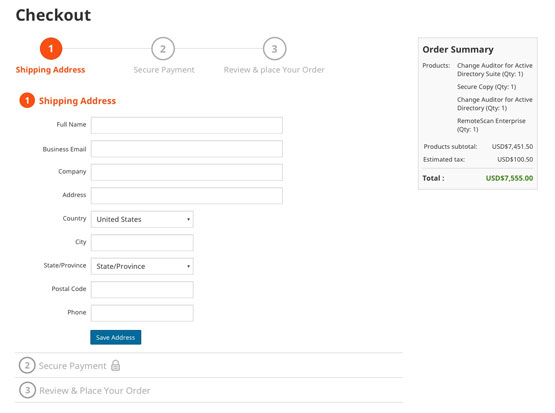 Checkout
1 2 3
Shipping Address Secure Payment Review & place Your Order
1 Shipping Address
Full Name
Business Email
Company
Address
Country United States
City
State/Province State/Province
Postal Code
Phone
Save Address
2 Secure Payment
3 Review & Place Your Order
Order Summary
Products: Change Auditor for Active
Directory Suite (Qty: 1)
Secure Copy (Qty: 1)
Change Auditor for Active
Directory (Qty: 1)
RemoteScan Enterprise
(Qty: 1)
Products subtotal: USD$7,451.50
Estimated tax: USD$100.50
Total : USD$7,555.00